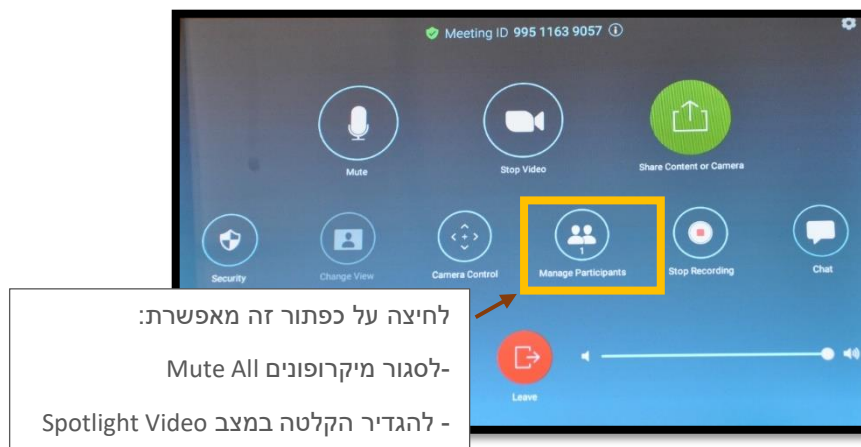 Meeting ID 995 1163 9057
Mute
Stop Video
Share Content or Camera
Security
Change View
Camera Control
1
Manage Participants
Stop Recording
Chat
לחיצה על כפתור זה מאפשרת:
-לסגור מיקרופונים Mute All
- להגדיר הקלטה במצב Spotlight Video
Leave